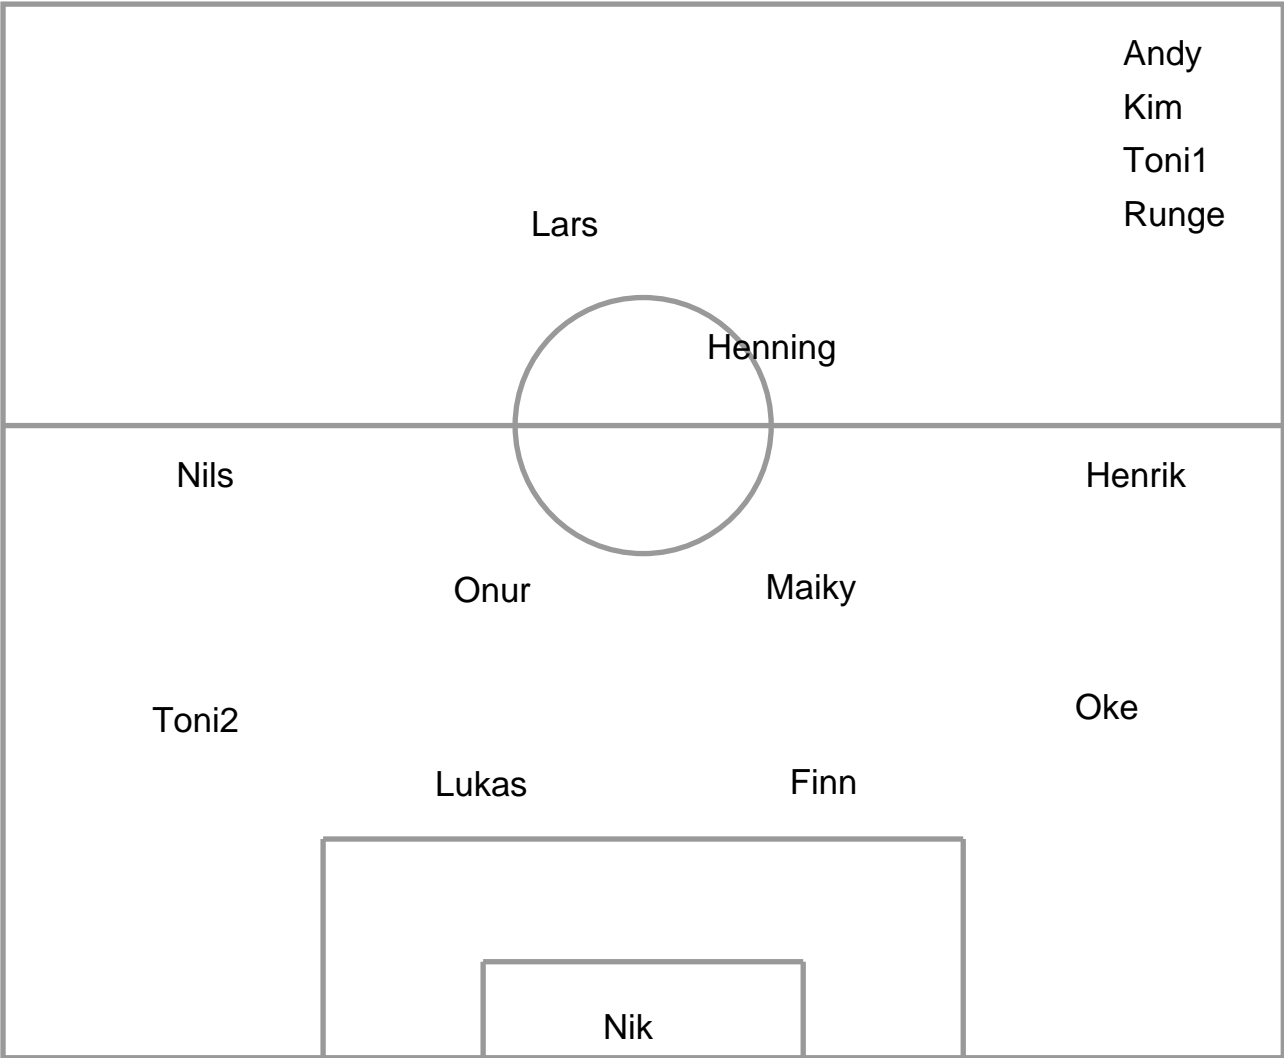 Andy
Kim
Toni1
Runge
Lars
Henning
Nils
Henrik
Onur
Maiky
Toni2
Oke
Lukas
Finn
Nik